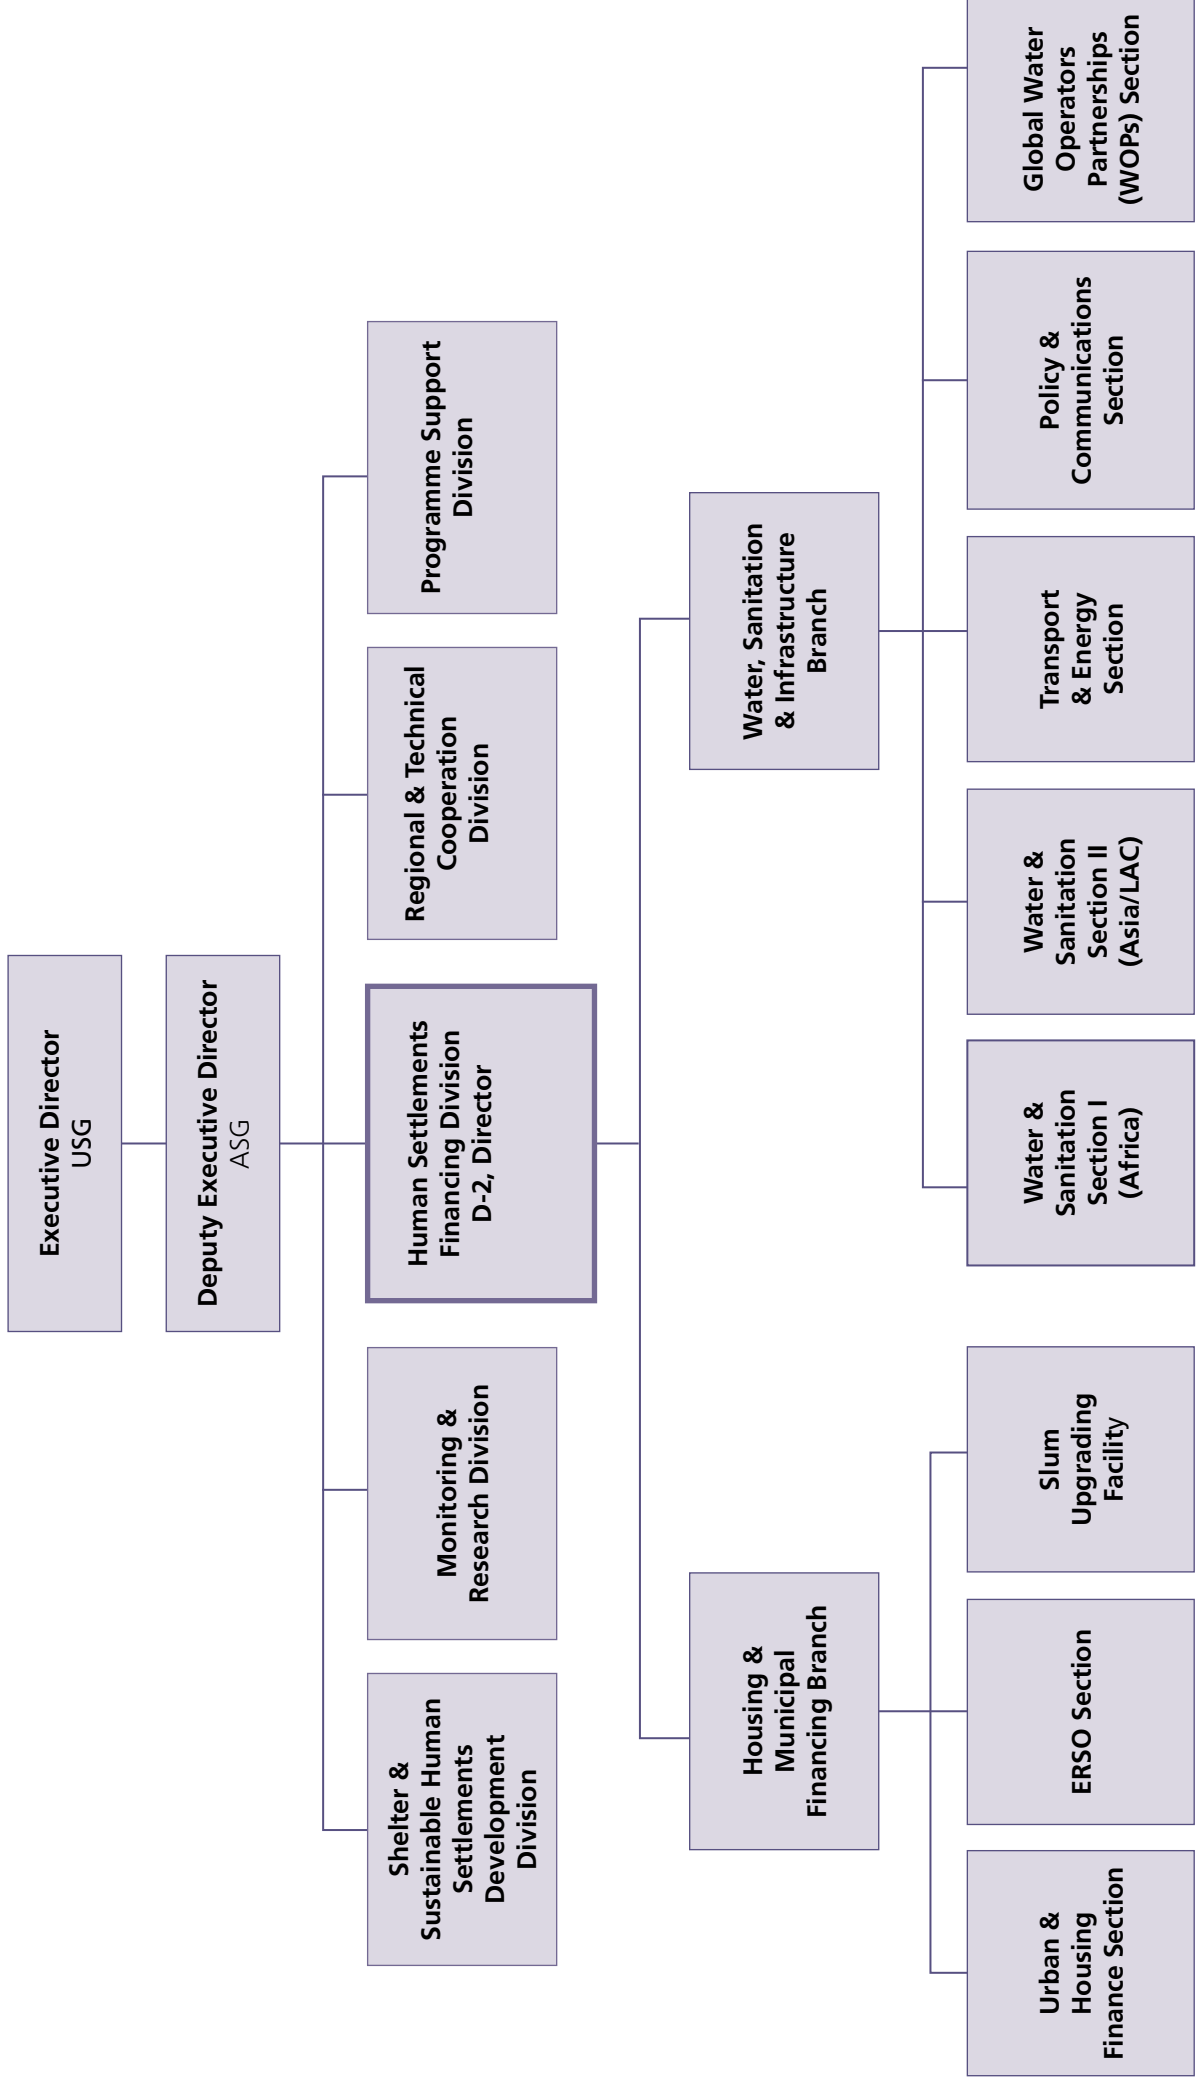 Executive Director
USG
Deputy Executive Director
ASG
Shelter &
Sustainable Human
Settlements
Development
Division
Monitoring &
Research Division
Human Settlements
Financing Division
D-2, Director
Regional & Technical
Cooperation
Division
Programme Support
Division
Housing &
Municipal
Financing Branch
Water, Sanitation
& Infrastructure
Branch
Urban &
Housing
Finance Section
ERSO Section
Slum
Upgrading
Facility
Water &
Sanitation
Section I
(Africa)
Water &
Sanitation
Section II
(Asia/LAC)
Transport
& Energy
Section
Policy &
Communications
Section
Global Water
Operators
Partnerships
(WOPs) Section